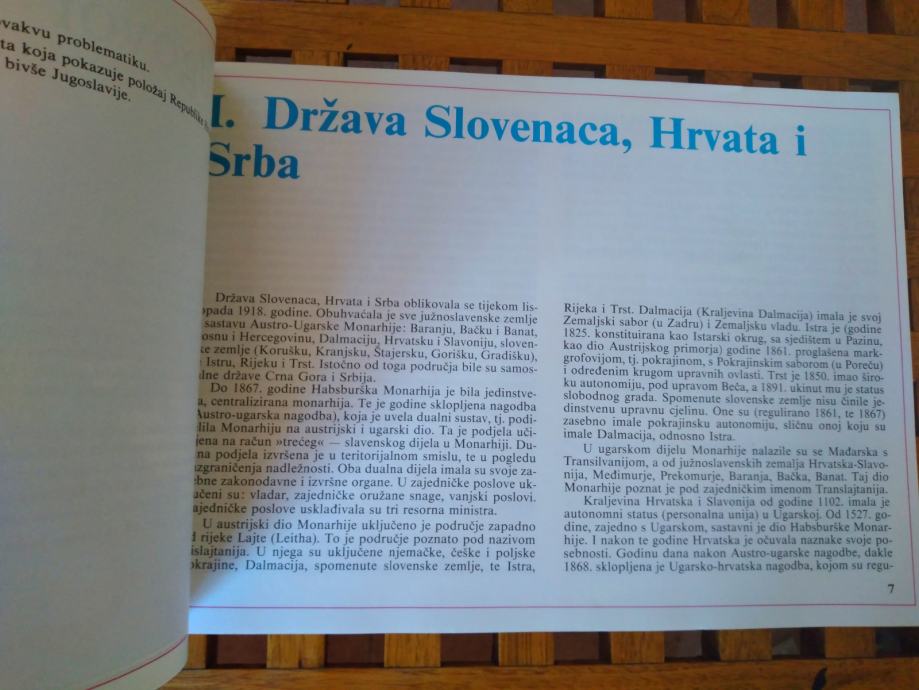 ovakvu problematiku.
ta koja pokazuje položaj Republike
bivše Jugoslavije.
I. Država Slovenaca, Hrvata i
Srba
Država Slovenaca, Hrvata i Srba oblikovala se tijekom lis-
opada 1918. godine. Obuhvaćala je sve južnoslavenske zemlje
sastavu Austro-Ugarske Monarhije: Baranju, Bačku i Banat,
osnu i Hercegovinu, Dalmaciju, Hrvatsku i Slavoniju, sloven-
ke zemlje (Korušku, Kranjsku, Štajersku, Gorišku, Gradišku),
e Istru, Rijeku i Trst. Istočno od toga područja bile su samos-
alne države Crna Gora i Srbija.
Do 1867. godine Habsburška Monarhija je bila jedinstve-
a, centralizirana monarhija. Te je godine sklopljena nagodba
Austro-ugarska nagodba), koja je uvela dualni sustav, tj. podi-
elila Monarhiju na austrijski i ugarski dio. Ta je podjela uči-
jena na račun »trećeg« — slavenskog dijela u Monarhiji. Du-
na podjela izvršena je u teritorijalnom smislu, te u pogledu
azgraničenja nadležnosti. Oba dualna dijela imala su svoje za-
ebne zakonodavne i izvršne organe. U zajedničke poslove uk-
učeni su: vladar, zajedničke oružane snage, vanjski poslovi.
ajedničke poslove usklađivala su tri resorna ministra.
U austrijski dio Monarhije uključeno je područje zapadno
d rijeke Lajte (Leitha). To je područje poznato pod nazivom
islajtanija. U njega su uključene njemačke, češke i poljske
okrajine, Dalmacija, spomenute slovenske zemlje, te Istra,
Rijeka i Trst. Dalmacija (Kraljevina Dalmacija) imala je svoj
Zemaljski sabor (u Zadru) i Zemaljsku vladu. Istra je (godine
1825. konstituirana kao Istarski okrug, sa sjedištem u Pazinu,
kao dio Austrijskog primorja) godine 1861. proglašena mark-
grofovijom, tj. pokrajinom, s Pokrajinskim saborom (u Poreču)
i određenim krugom upravnih ovlasti. Trst je 1850. imao širo-
ku autonomiju, pod upravom Beča, a 1891. ukinut mu je status
slobodnog grada. Spomenute slovenske zemlje nisu činile je-
dinstvenu upravnu cjelinu. One su (regulirano 1861, te 1867)
zasebno imale pokrajinsku autonomiju, sličnu onoj koju su
imale Dalmacija, odnosno Istra.
U ugarskom dijelu Monarhije nalazile su se Mađarska s
Transilvanijom, a od južnoslavenskih zemalja Hrvatska-Slavo-
nija, Međimurje, Prekomurje, Baranja, Bačka, Banat. Taj dio
Monarhije poznat je pod zajedničkim imenom Translajtanija.
Kraljevina Hrvatska i Slavonija od godine 1102. imala je
autonomni status (personalna unija) u Ugarskoj. Od 1527. go-
dine, zajedno s Ugarskom, sastavni je dio Habsburške Monar-
hije. I nakon te godine Hrvatska je očuvala naznake svoje po-
sebnosti. Godinu dana nakon Austro-ugarske nagodbe, dakle
1868. sklopljena je Ugarsko-hrvatska nagodba, kojom su regu-
7